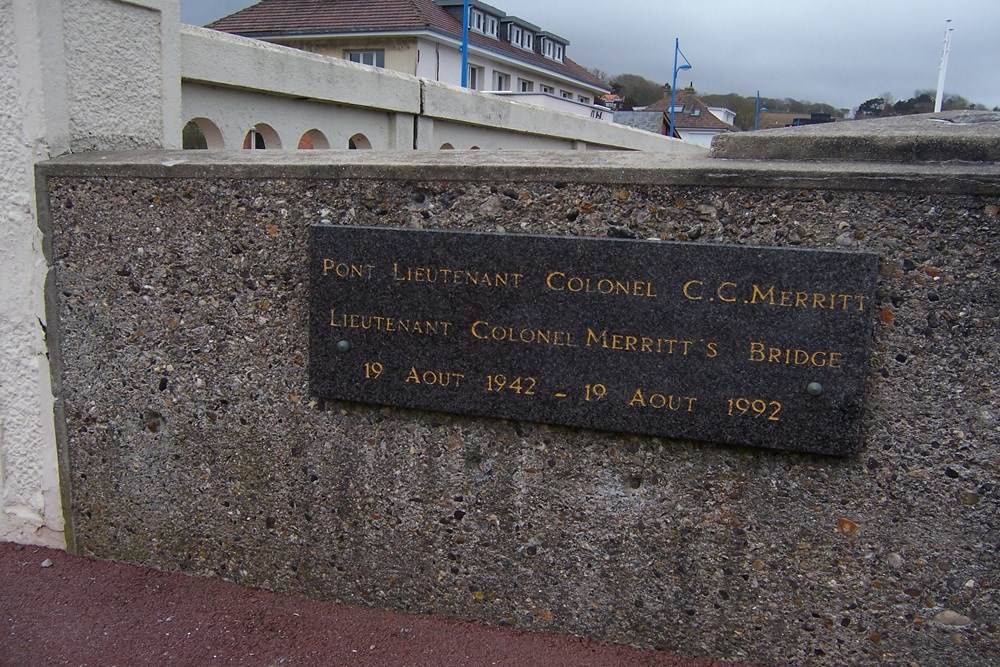 PONT LIEUTENANT COLONEL C.C.MERRITT
LIEUTENANT COLONEL MERRITT'S BRIDGE
19 AOUT 1942 - 19 AOUT 1992